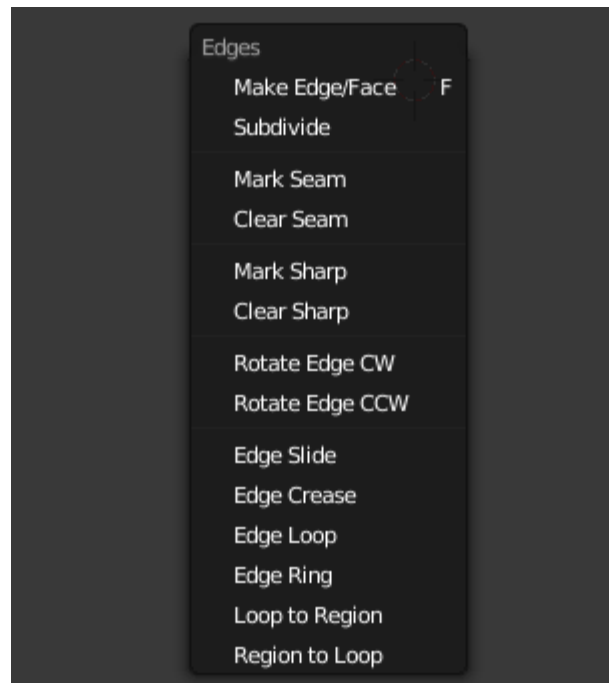 Edges
Make Edge/Face F
Subdivide
Mark Seam
Clear Seam
Mark Sharp
Clear Sharp
Rotate Edge CW
Rotate Edge CCW
Edge Slide
Edge Crease
Edge Loop
Edge Ring
Loop to Region
Region to Loop